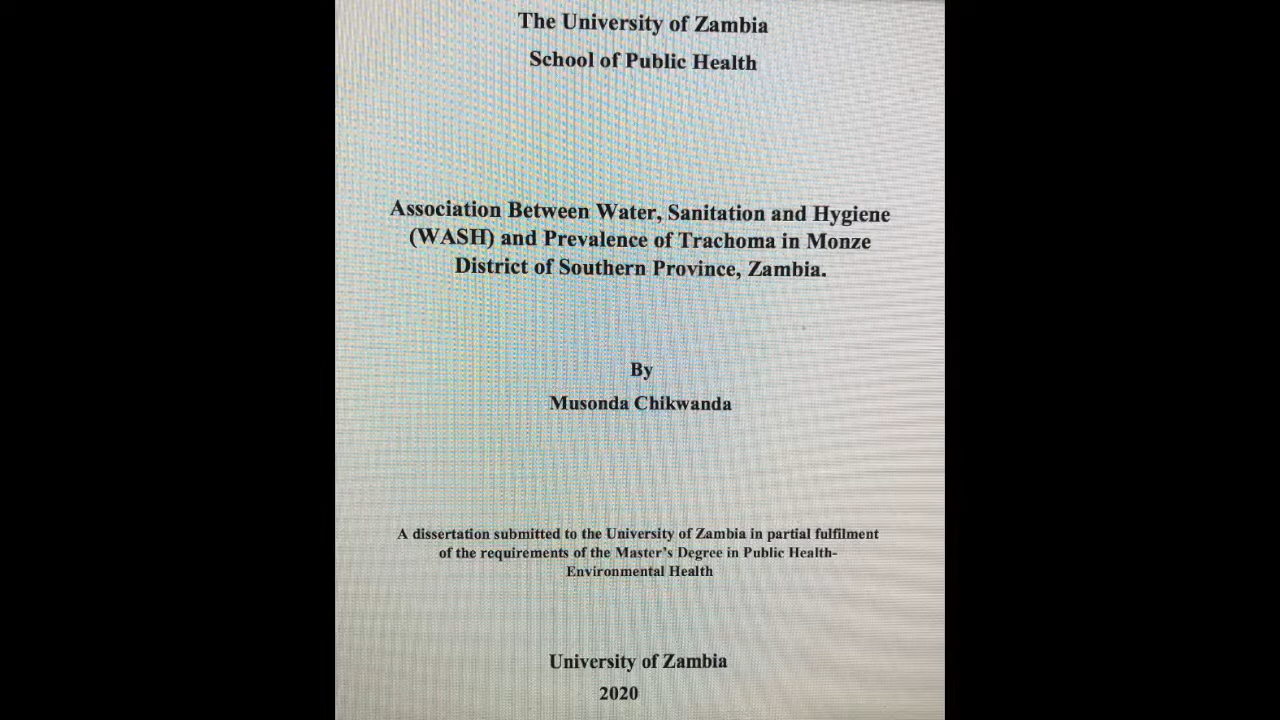 The University of Zambia
School of Public Health
Association Between Water, Sanitation and Hygiene
(WASH) and Prevalence of Trachoma in Monze
District of Southern Province, Zambia.
By
Musonda Chikwanda
A dissertation submitted to the University of Zambia in partial fulfilment
of the requirements of the Master's Degree in Public Health-
Environmental Health
University of Zambia
2020